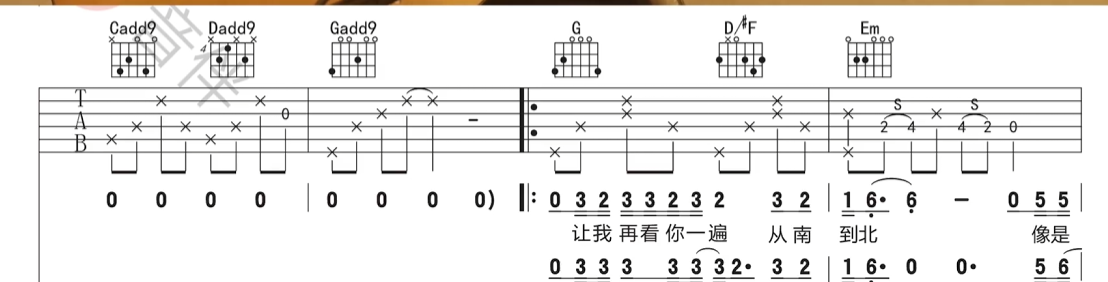 Cadd9 Dadd9 Gadd9 G D/#F Em
4
T
A
B
0 S 2 4 S 4 2 0
0 0 0 0 0 0 0 0) 0 3 2 3 3 2 3 2 3 2 1 6· 6 － 0 5 5
让我 再看 你一遍 从南 到北 像是
0 3 3 3 3 3 3 2· 3 2 1 6· 0 0· 5 6